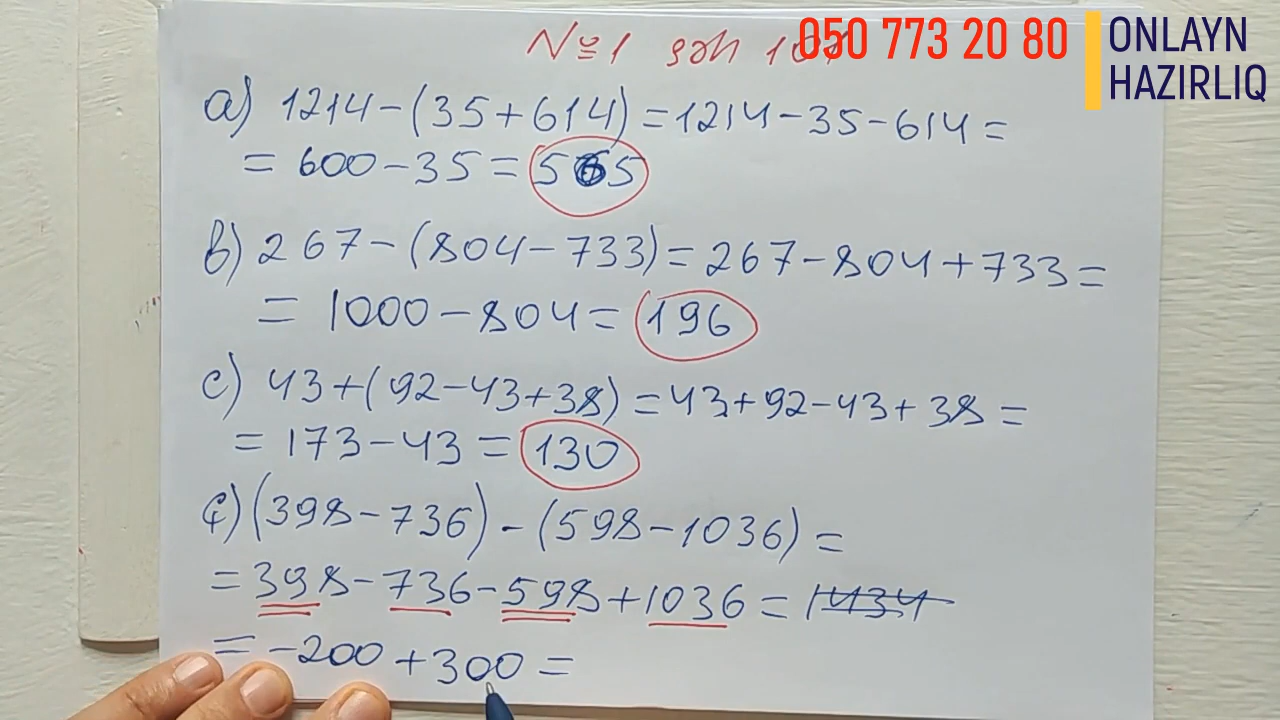 №1 səh 101
050 773 20 80
ONLAYN
HAZIRLIQ
a) 1214-(35+614)=1214-35-614=
=600-35=565
b) 267-(804-733)=267-804+733=
=1000-804=196
c) 43+(92-43+38)=43+92-43+38=
=173-43=130
ç) (398-736)-(598-1036)=
=398-736-598+1036=1434
=-200+300=